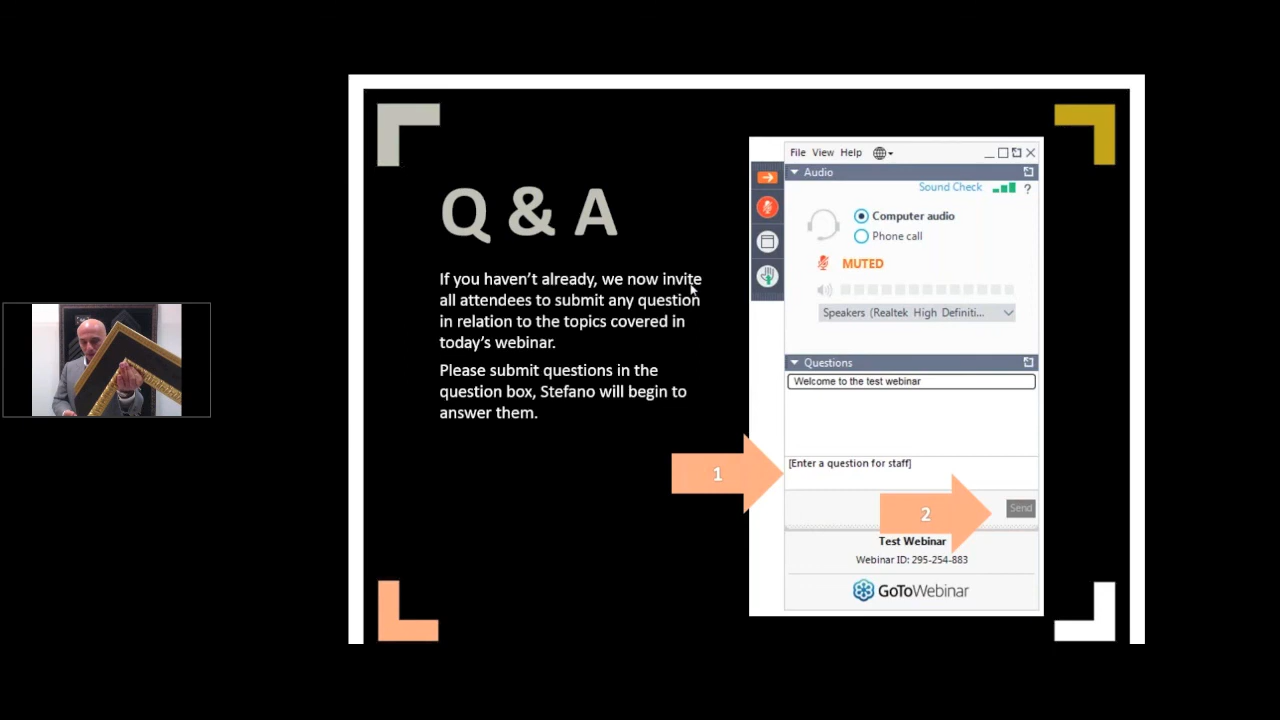 Q & A
If you haven't already, we now invite
all attendees to submit any question
in relation to the topics covered in
today's webinar.
Please submit questions in the
question box, Stefano will begin to
answer them.
File View Help
Audio
Sound Check ?
Computer audio
Phone call
MUTED
Speakers (Realtek High Definiti...
Questions
Welcome to the test webinar
1
[Enter a question for staff]
2
Send
Test Webinar
Webinar ID: 295-254-883
GoToWebinar